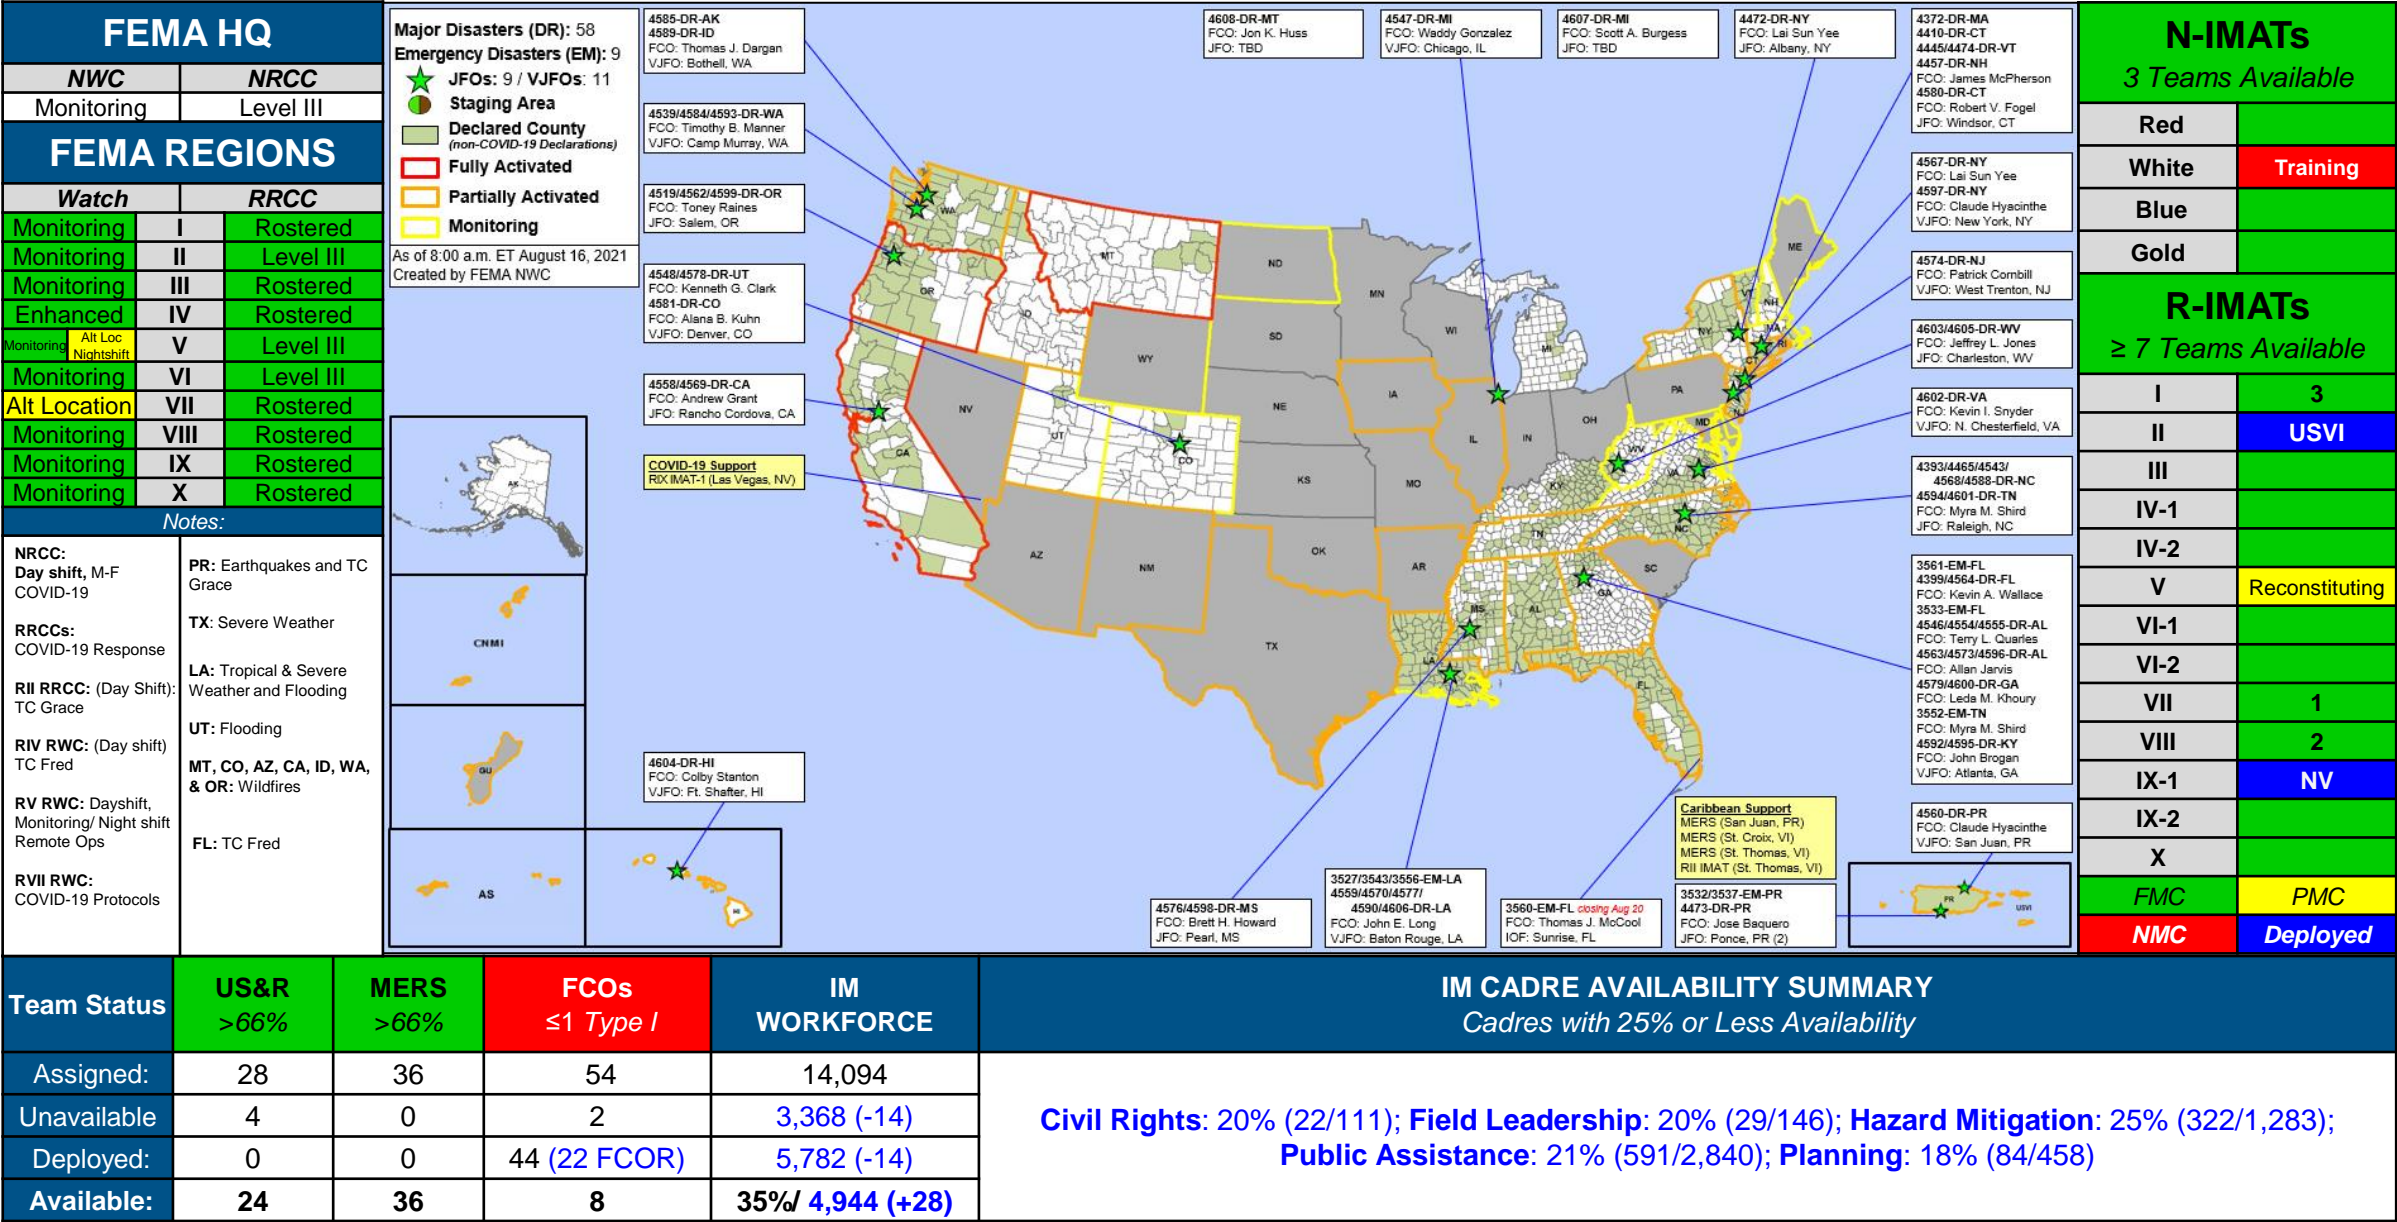 FEMA HQ
NWC NRCC
Monitoring Level III
FEMA REGIONS
Watch RRCC
Monitoring I Rostered
Monitoring II Level III
Monitoring III Rostered
Enhanced IV Rostered
Monitoring Alt Loc Nightshift V Level III
Monitoring VI Level III
Alt Location VII Rostered
Monitoring VIII Rostered
Monitoring IX Rostered
Monitoring X Rostered
Notes:
NRCC:
Day shift, M-F
COVID-19
RRCCs:
COVID-19 Response
RII RRCC: (Day Shift):
TC Grace
RIV RWC: (Day shift)
TC Fred
RV RWC: Dayshift,
Monitoring/ Night shift
Remote Ops
RVII RWC:
COVID-19 Protocols
PR: Earthquakes and TC
Grace
TX: Severe Weather
LA: Tropical & Severe
Weather and Flooding
UT: Flooding
MT, CO, AZ, CA, ID, WA,
& OR: Wildfires
FL: TC Fred
Major Disasters (DR): 58
Emergency Disasters (EM): 9
JFOs: 9 / VJFOs: 11
Staging Area
Declared County
(non-COVID-19 Declarations)
Fully Activated
Partially Activated
Monitoring
As of 8:00 a.m. ET August 16, 2021
Created by FEMA NWC
4585-DR-AK
4589-DR-ID
FCO: Thomas J. Dargan
VJFO: Bothell, WA
4539/4584/4593-DR-WA
FCO: Timothy B. Manner
VJFO: Camp Murray, WA
4519/4562/4599-DR-OR
FCO: Toney Raines
JFO: Salem, OR
4548/4578-DR-UT
FCO: Kenneth G. Clark
4581-DR-CO
FCO: Alana B. Kuhn
VJFO: Denver, CO
4558/4569-DR-CA
FCO: Andrew Grant
JFO: Rancho Cordova, CA
COVID-19 Support
RIX IMAT-1 (Las Vegas, NV)
4604-DR-HI
FCO: Colby Stanton
VJFO: Ft. Shafter, HI
4608-DR-MT
FCO: Jon K. Huss
JFO: TBD
4547-DR-MI
FCO: Waddy Gonzalez
VJFO: Chicago, IL
4607-DR-MI
FCO: Scott A. Burgess
JFO: TBD
4472-DR-NY
FCO: Lai Sun Yee
JFO: Albany, NY
4372-DR-MA
4410-DR-CT
4445/4474-DR-VT
4457-DR-NH
FCO: James McPherson
4580-DR-CT
FCO: Robert V. Fogel
JFO: Windsor, CT
4567-DR-NY
FCO: Lai Sun Yee
4597-DR-NY
FCO: Claude Hyacinthe
VJFO: New York, NY
4574-DR-NJ
FCO: Patrick Cornbill
VJFO: West Trenton, NJ
4603/4605-DR-WV
FCO: Jeffrey L. Jones
JFO: Charleston, WV
4602-DR-VA
FCO: Kevin I. Snyder
VJFO: N. Chesterfield, VA
4393/4465/4543/
4568/4588-DR-NC
4594/4601-DR-TN
FCO: Myra M. Shird
JFO: Raleigh, NC
3561-EM-FL
4399/4564-DR-FL
FCO: Kevin A. Wallace
3533-EM-FL
4546/4554/4555-DR-AL
FCO: Terry L. Quarles
4563/4573/4596-DR-AL
FCO: Allan Jarvis
4579/4600-DR-GA
FCO: Leda M. Khoury
3552-EM-TN
FCO: Myra M. Shird
4592/4595-DR-KY
FCO: John Brogan
VJFO: Atlanta, GA
4560-DR-PR
FCO: Claude Hyacinthe
VJFO: San Juan, PR
Caribbean Support
MERS (San Juan, PR)
MERS (St. Croix, VI)
MERS (St. Thomas, VI)
RII IMAT (St. Thomas, VI)
3532/3537-EM-PR
4473-DR-PR
FCO: Jose Baquero
JFO: Ponce, PR (2)
3560-EM-FL closing Aug 20
FCO: Thomas J. McCool
IOF: Sunrise, FL
3527/3543/3556-EM-LA
4559/4570/4577/
4590/4606-DR-LA
FCO: John E. Long
VJFO: Baton Rouge, LA
4576/4598-DR-MS
FCO: Brett H. Howard
JFO: Pearl, MS
WA
MT
ND
MN
ME
OR
ID
SD
WI
MI
NY
VT
NH
MA
CT
RI
WY
NE
IA
PA
NJ
NV
UT
CO
IL
IN
OH
MD
WV
VA
CA
KS
MO
KY
NC
TN
AZ
NM
OK
AR
SC
MS
AL
GA
TX
LA
FL
AK
CNMI
GU
AS
HI
PR
USVI
N-IMATs
3 Teams Available
Red
White Training
Blue
Gold
R-IMATs
≥ 7 Teams Available
I 3
II USVI
III
IV-1
IV-2
V Reconstituting
VI-1
VI-2
VII 1
VIII 2
IX-1 NV
IX-2
X
FMC PMC
NMC Deployed
Team Status US&R >66% MERS >66% FCOs ≤1 Type I IM WORKFORCE
Assigned: 28 36 54 14,094
Unavailable 4 0 2 3,368 (-14)
Deployed: 0 0 44 (22 FCOR) 5,782 (-14)
Available: 24 36 8 35%/ 4,944 (+28)
IM CADRE AVAILABILITY SUMMARY
Cadres with 25% or Less Availability
Civil Rights: 20% (22/111); Field Leadership: 20% (29/146); Hazard Mitigation: 25% (322/1,283);
Public Assistance: 21% (591/2,840); Planning: 18% (84/458)